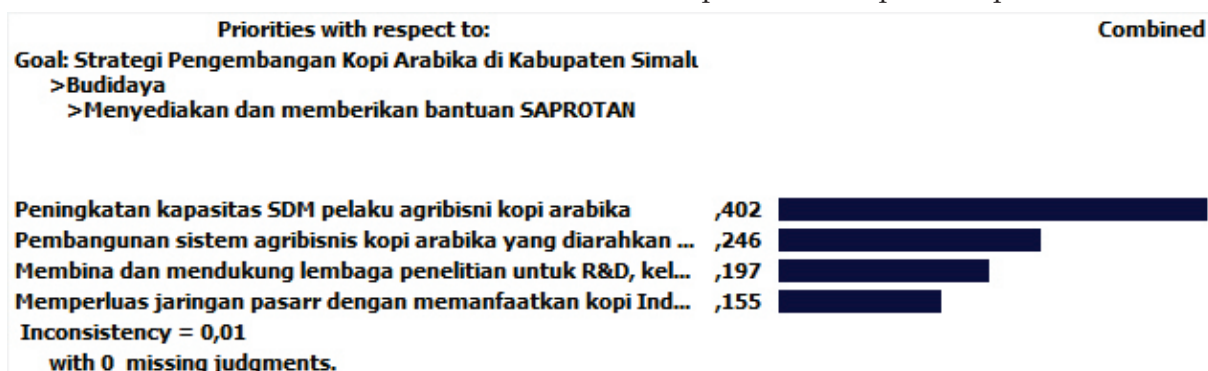 Priorities with respect to: Combined
Goal: Strategi Pengembangan Kopi Arabika di Kabupaten Simalu
>Budidaya
>Menyediakan dan memberikan bantuan SAPROTAN
Peningkatan kapasitas SDM pelaku agribisni kopi arabika ,402
Pembangunan sistem agribisnis kopi arabika yang diarahkan ... ,246
Membina dan mendukung lembaga penelitian untuk R&D, kel... ,197
Memperluas jaringan pasarr dengan memanfaatkan kopi Ind... ,155
Inconsistency = 0,01
with 0 missing judgments.